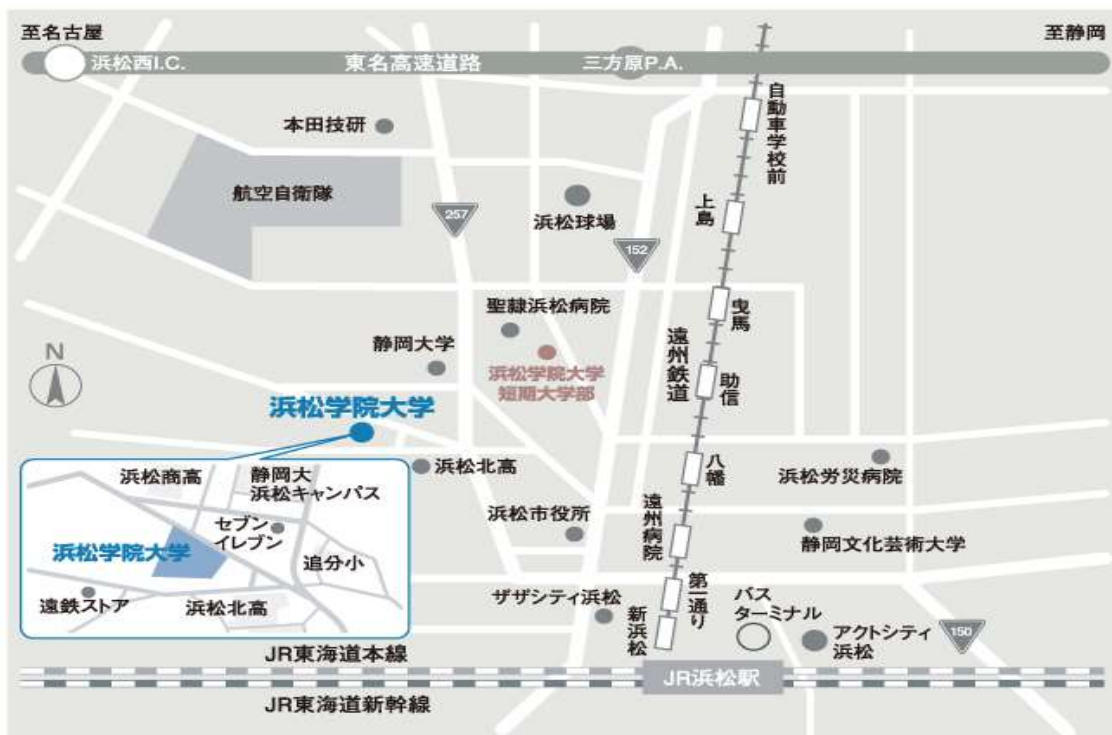 至名古屋
至静岡
浜松西I.C.
東名高速道路
三方原P.A.
本田技研
自動車学校前
航空自衛隊
257
浜松球場
上島
152
聖隷浜松病院
曳馬
静岡大学
遠州鉄道
N
浜松学院大学
短期大学部
助信
浜松学院大学
浜松北高
八幡
浜松労災病院
浜松商高
静岡大
浜松キャンパス
セブン
イレブン
浜松学院大学
追分小
遠鉄ストア
浜松北高
浜松市役所
遠州病院
静岡文化芸術大学
ザザシティ浜松
新浜松
第一通り
バス
ターミナル
アクトシティ
浜松
150
JR東海道本線
JR浜松駅
JR東海道新幹線